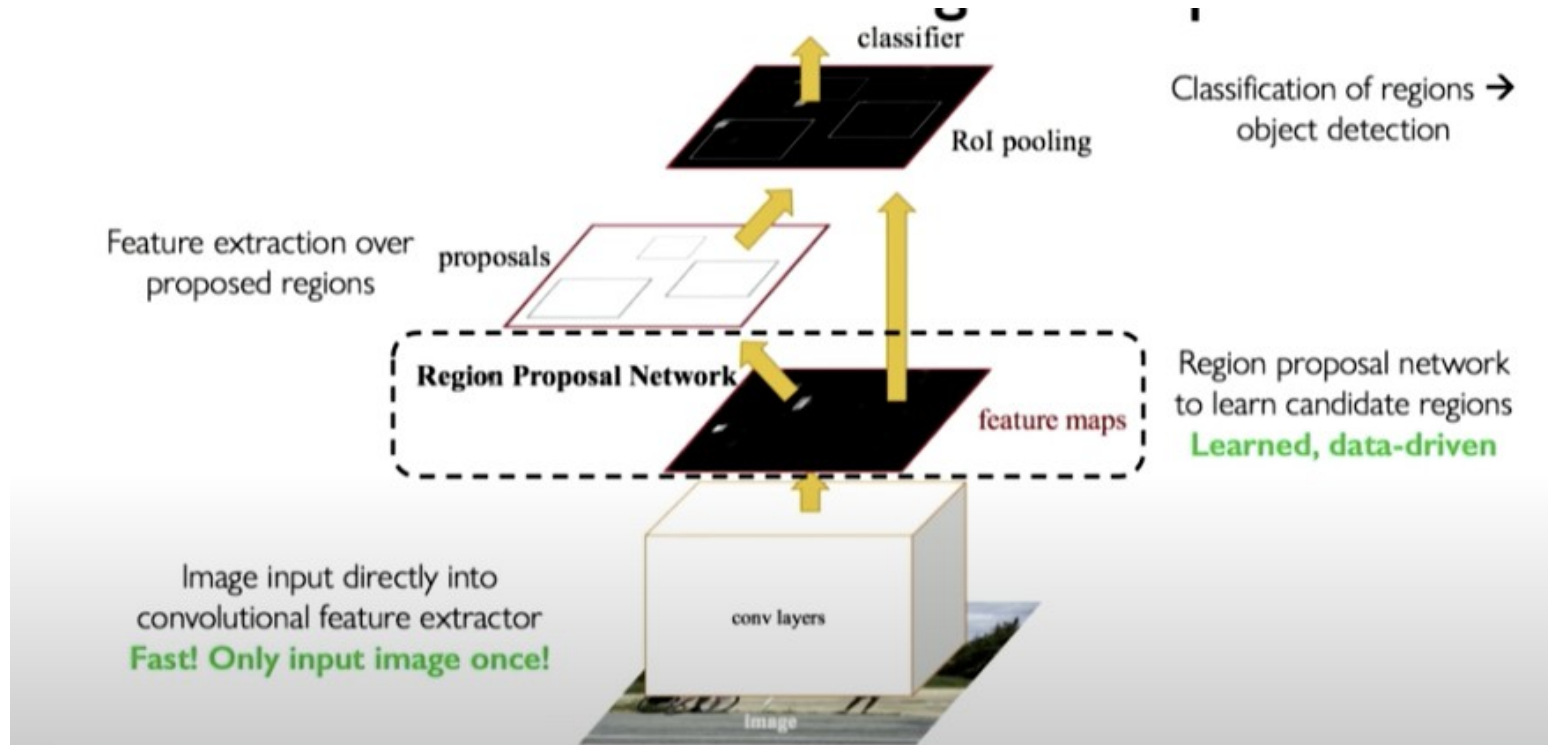 classifier
Classification of regions →
object detection
RoI pooling
Feature extraction over
proposed regions
proposals
Region Proposal Network
feature maps
Region proposal network
to learn candidate regions
Learned, data-driven
Image input directly into
convolutional feature extractor
Fast! Only input image once!
conv layers
image